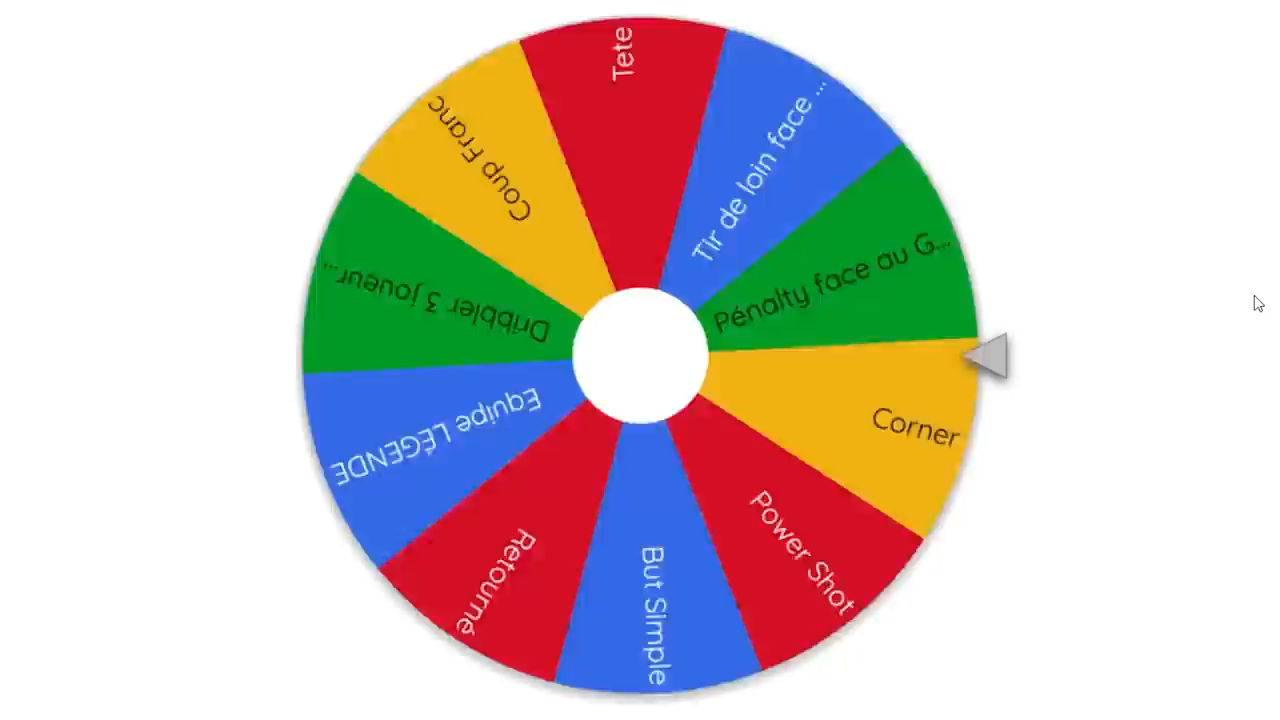 Tete
Tir de loin face ...
Pénalty face au G...
Corner
Power Shot
But Simple
Retourné
Equipe LÉGENDE
Dribbler 3 joueur...
Coup Franc